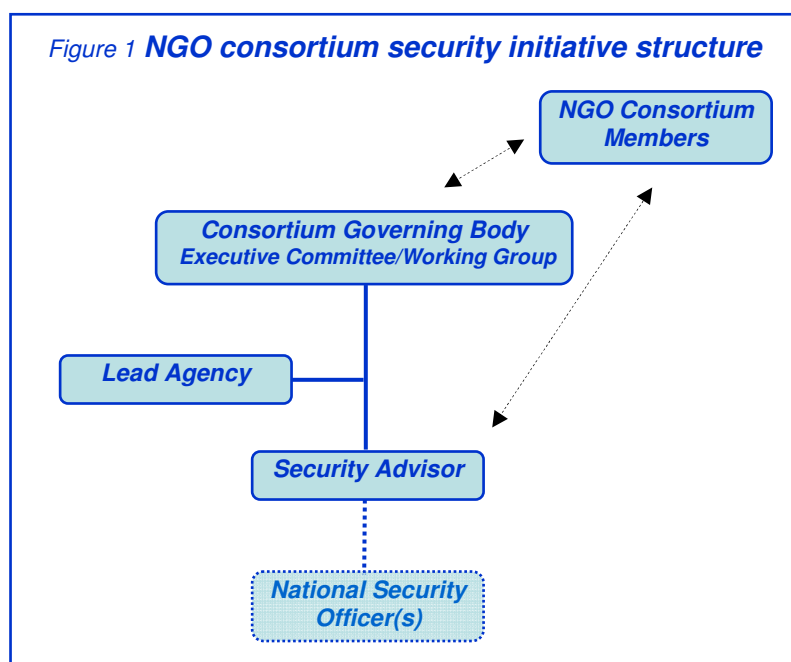 Figure 1 NGO consortium security initiative structure
NGO Consortium
Members
Consortium Governing Body
Executive Committee/Working Group
Lead Agency
Security Advisor
National Security
Officer(s)